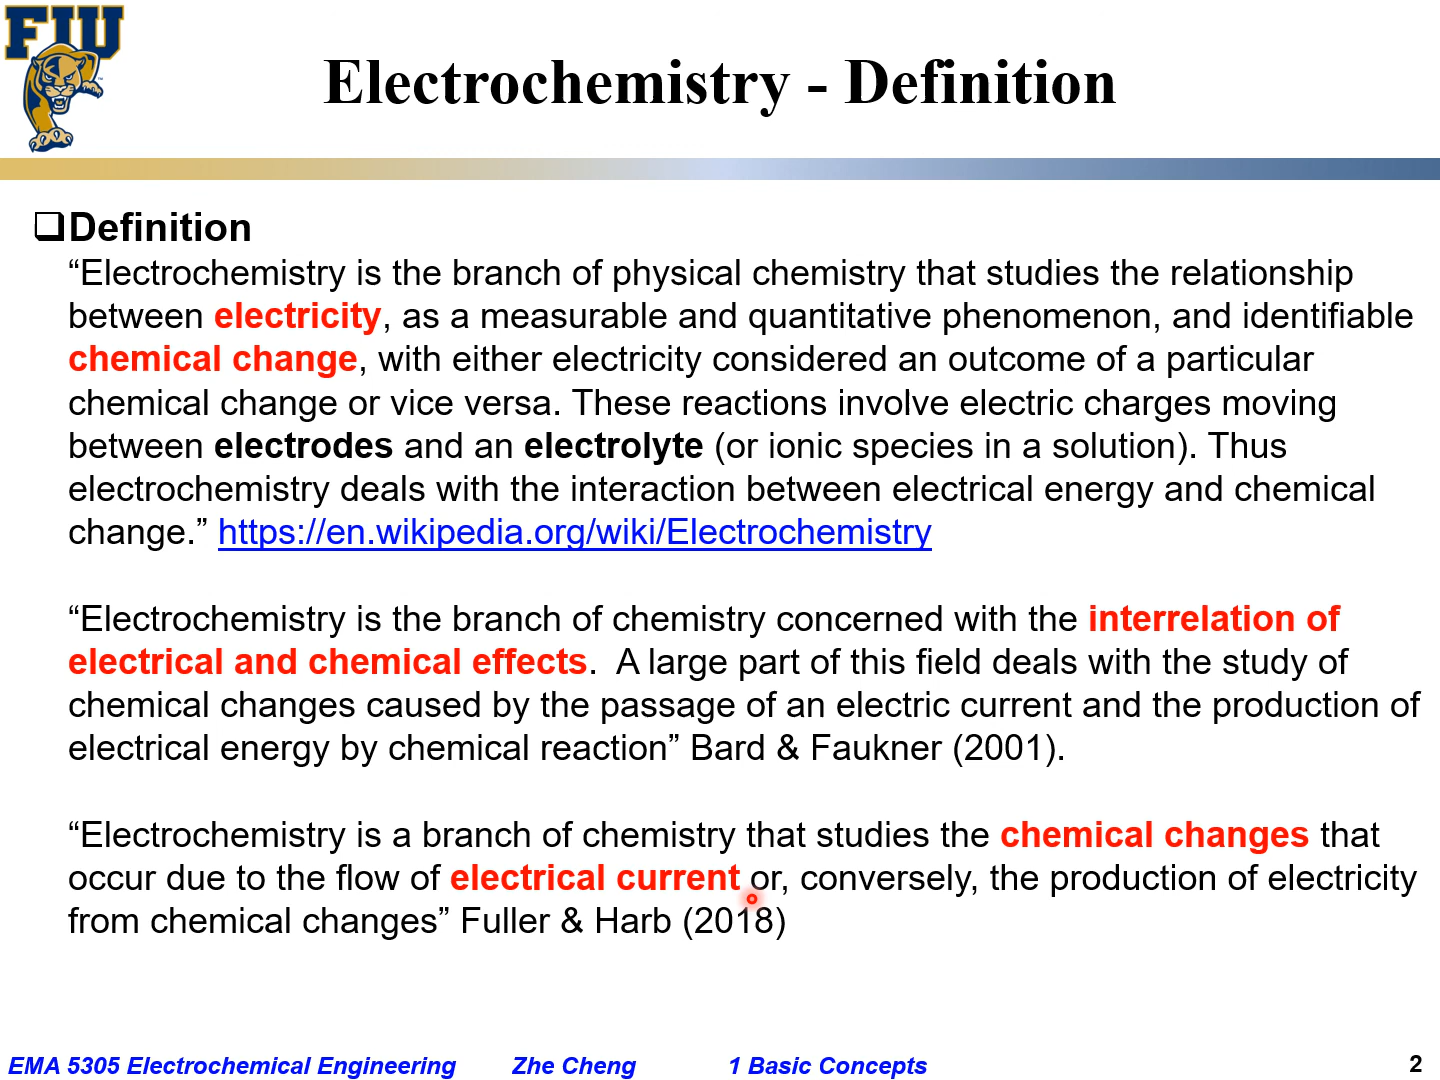 FIU
Electrochemistry - Definition
❑Definition
“Electrochemistry is the branch of physical chemistry that studies the relationship
between electricity, as a measurable and quantitative phenomenon, and identifiable
chemical change, with either electricity considered an outcome of a particular
chemical change or vice versa. These reactions involve electric charges moving
between electrodes and an electrolyte (or ionic species in a solution). Thus
electrochemistry deals with the interaction between electrical energy and chemical
change.” https://en.wikipedia.org/wiki/Electrochemistry
“Electrochemistry is the branch of chemistry concerned with the interrelation of
electrical and chemical effects.  A large part of this field deals with the study of
chemical changes caused by the passage of an electric current and the production of
electrical energy by chemical reaction” Bard & Faukner (2001).
“Electrochemistry is a branch of chemistry that studies the chemical changes that
occur due to the flow of electrical current or, conversely, the production of electricity
from chemical changes” Fuller & Harb (2018)
EMA 5305 Electrochemical Engineering Zhe Cheng 1 Basic Concepts 2